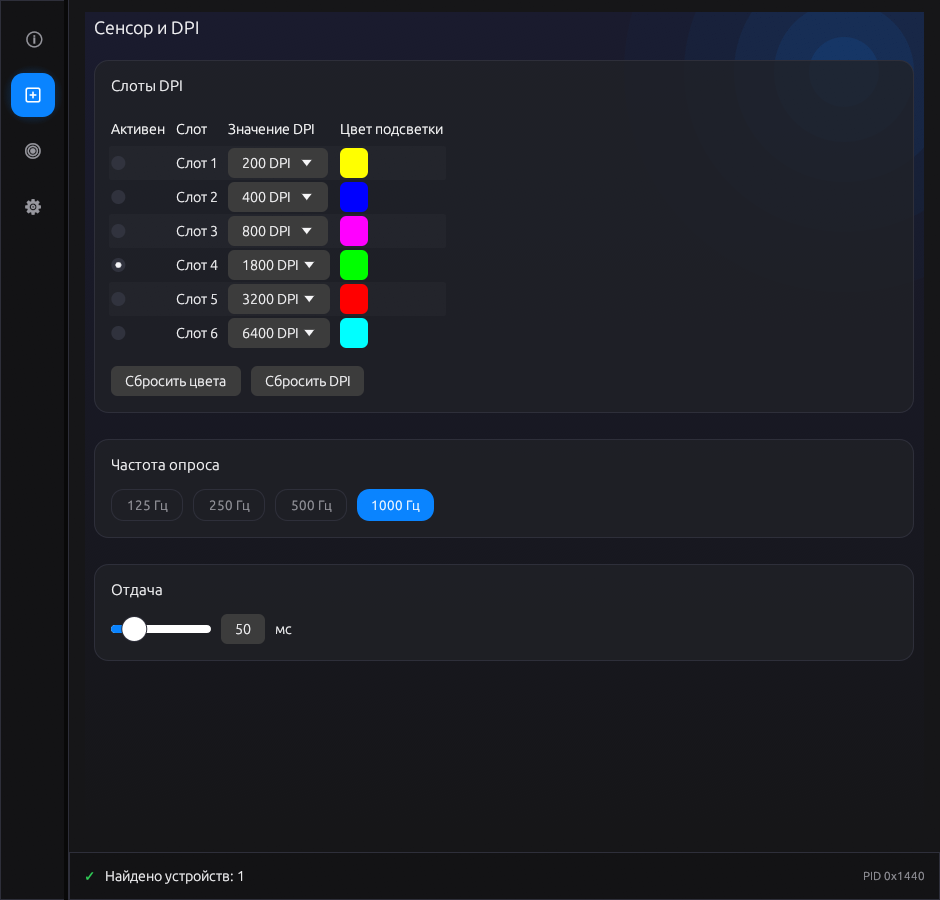 Сенсор и DPI
Слоты DPI
Активен Слот Значение DPI Цвет подсветки
Слот 1 200 DPI
Слот 2 400 DPI
Слот 3 800 DPI
Слот 4 1800 DPI
Слот 5 3200 DPI
Слот 6 6400 DPI
Сбросить цвета Сбросить DPI
Частота опроса
125 Гц 250 Гц 500 Гц 1000 Гц
Отдача
50 мс
✓ Найдено устройств: 1 PID 0x1440